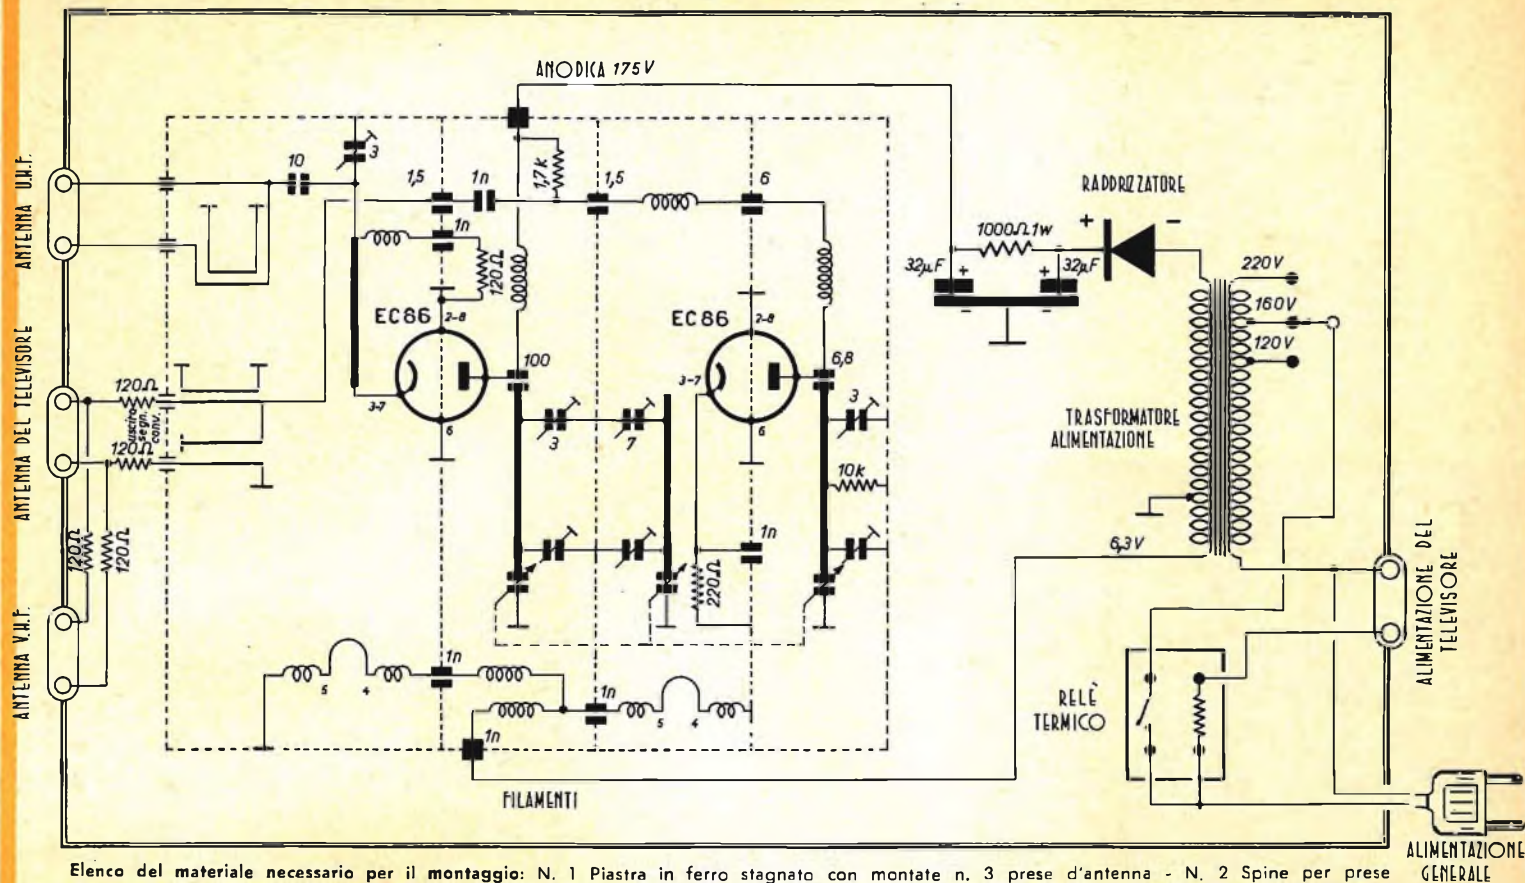 ANODICA 175V
ANTENNA U.H.F.
10
3
1,5
1n
1,7k
1,5
6
RADDRIZZATORE
+ −
1000Ω 1w
32µF + + 32µF
− −
220V
160V
120V
1n
120Ω
EC86
2-8
100
3-7
6
EC86
2-8
6,8
3-7
6
3
7
3
10k
1n
220Ω
TRASFORMATORE
ALIMENTAZIONE
6,3V
ANTENNA DEL TELEVISORE
120Ω
uscita
segn.
conv.
120Ω
120Ω
120Ω
ANTENNA V.H.F.
5 4
1n
1n
5 4
1n
FILAMENTI
RELÈ
TERMICO
ALIMENTAZIONE DEL
TELEVISORE
ALIMENTAZIONE
GENERALE
Elenco del materiale necessario per il montaggio: N. 1 Piastra in ferro stagnato con montate n. 3 prese d'antenna - N. 2 Spine per prese